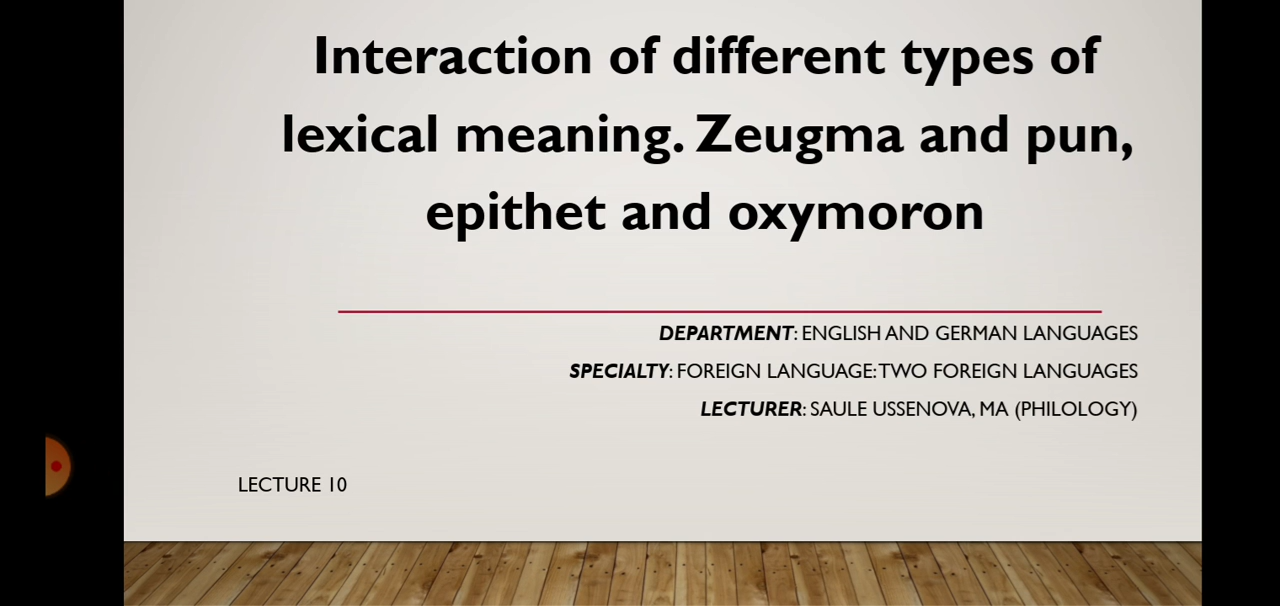 Interaction of different types of
lexical meaning. Zeugma and pun,
epithet and oxymoron
DEPARTMENT: ENGLISH AND GERMAN LANGUAGES
SPECIALTY: FOREIGN LANGUAGE: TWO FOREIGN LANGUAGES
LECTURER: SAULE USSENOVA, MA (PHILOLOGY)
LECTURE 10